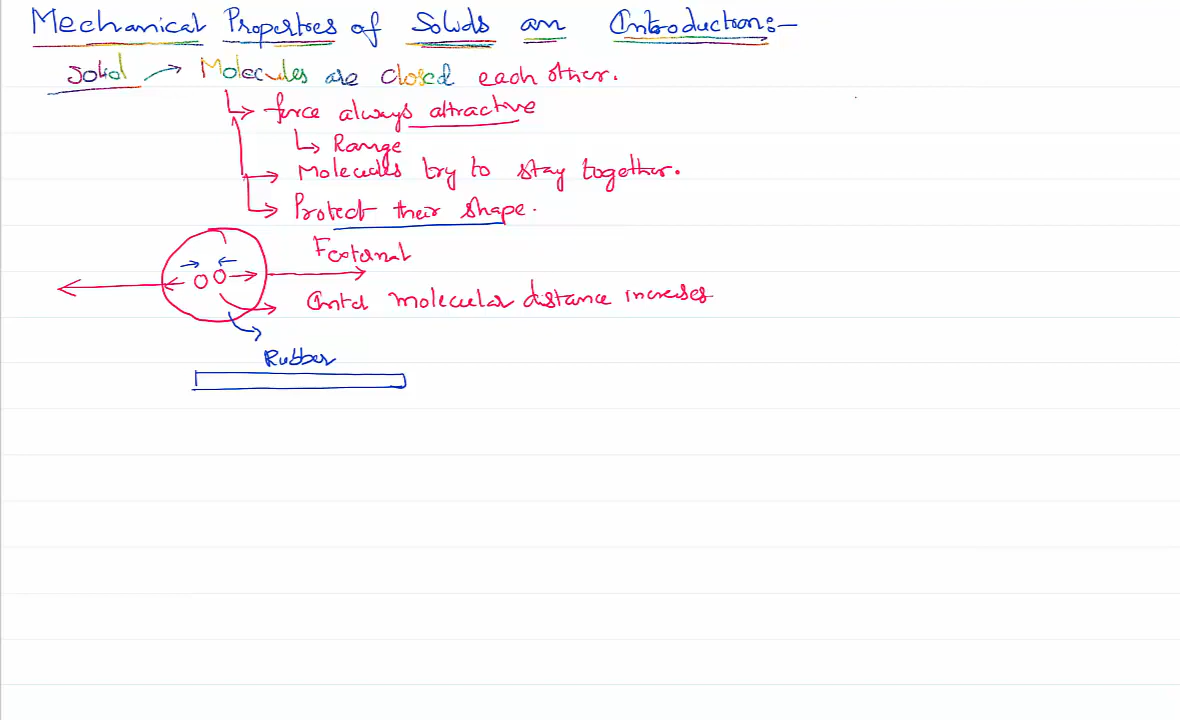 Mechanical Properties of Solids an Introduction:-
Solid → Molecules are closed each other.
force always attractive
Range
Molecules try to stay together.
Protect their shape.
Fexternal
Inter molecular distance increases
Rubber